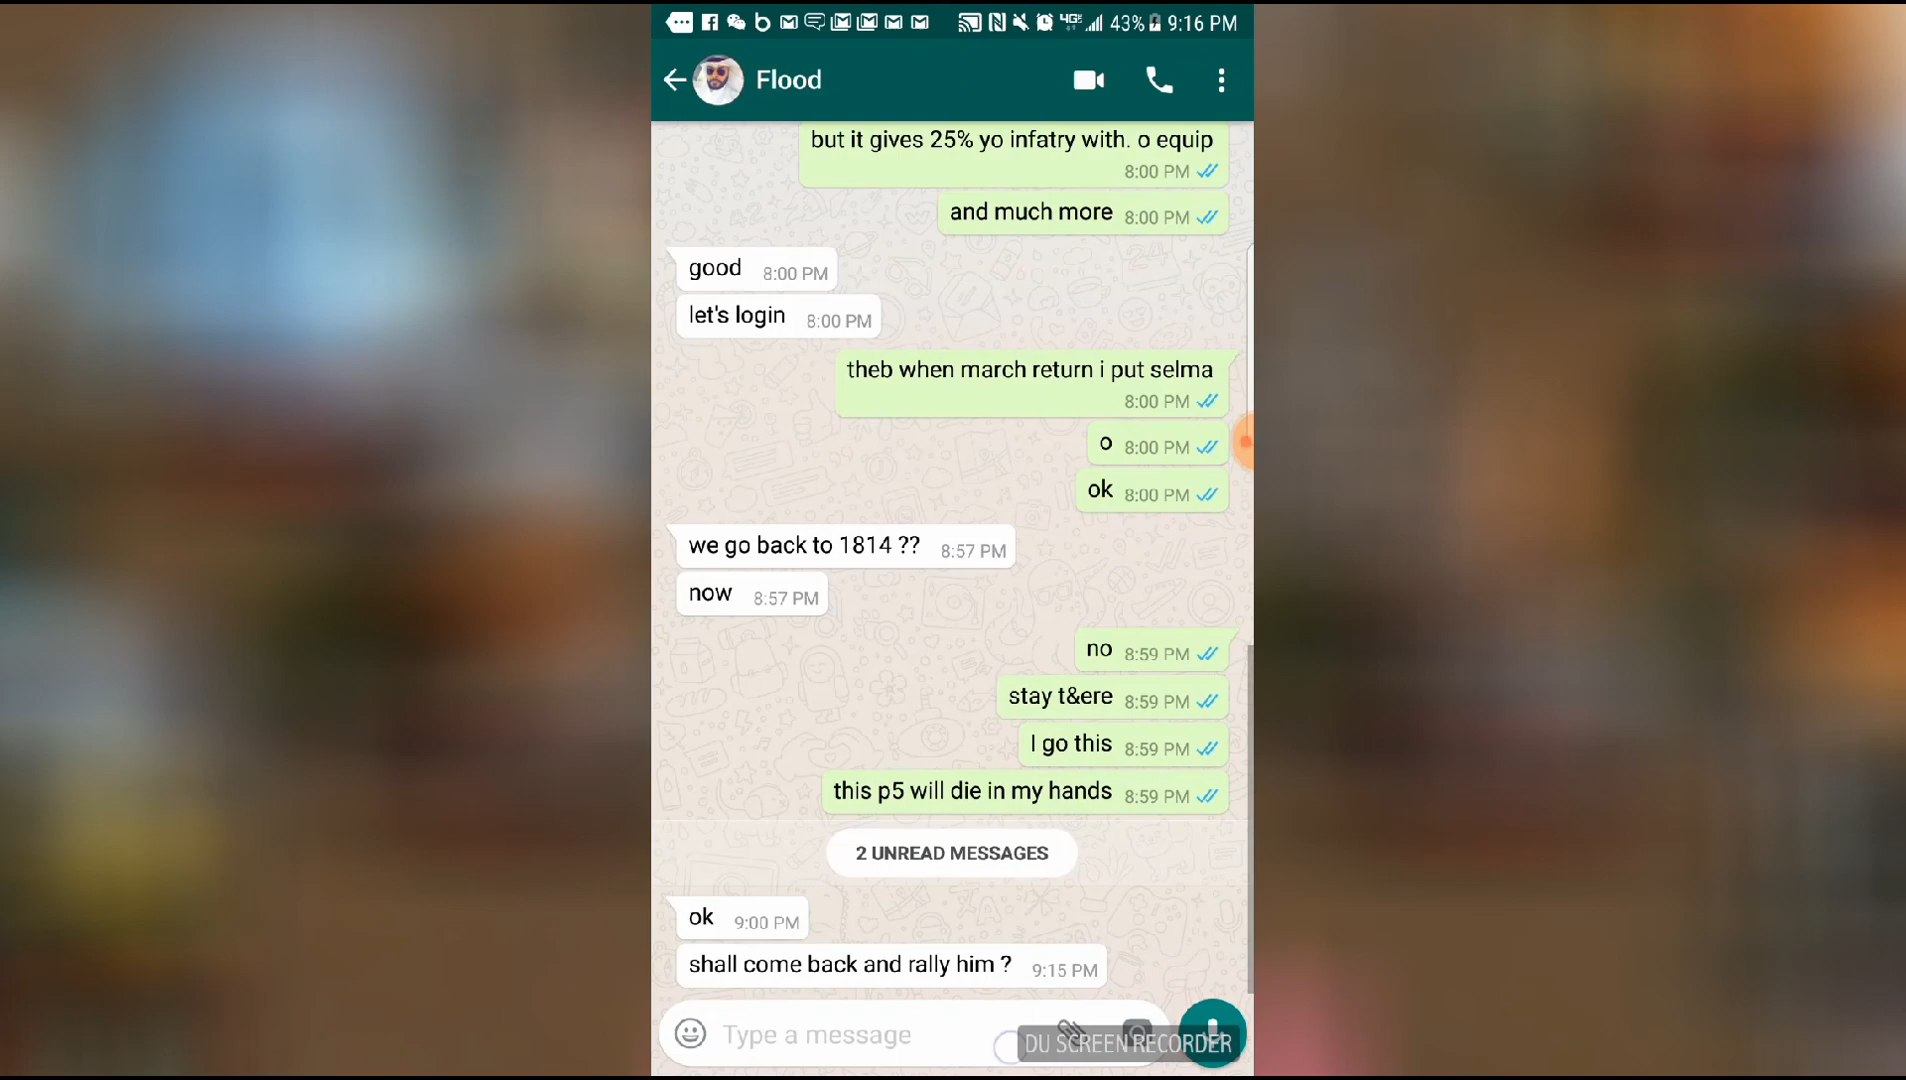 43% 9:16 PM
Flood
but it gives 25% yo infatry with. o equip
8:00 PM
and much more 8:00 PM
good 8:00 PM
let's login 8:00 PM
theb when march return i put selma
8:00 PM
o 8:00 PM
ok 8:00 PM
we go back to 1814 ?? 8:57 PM
now 8:57 PM
no 8:59 PM
stay t&ere 8:59 PM
I go this 8:59 PM
this p5 will die in my hands 8:59 PM
2 UNREAD MESSAGES
ok 9:00 PM
shall come back and rally him ? 9:15 PM
Type a message
DU SCREEN RECORDER